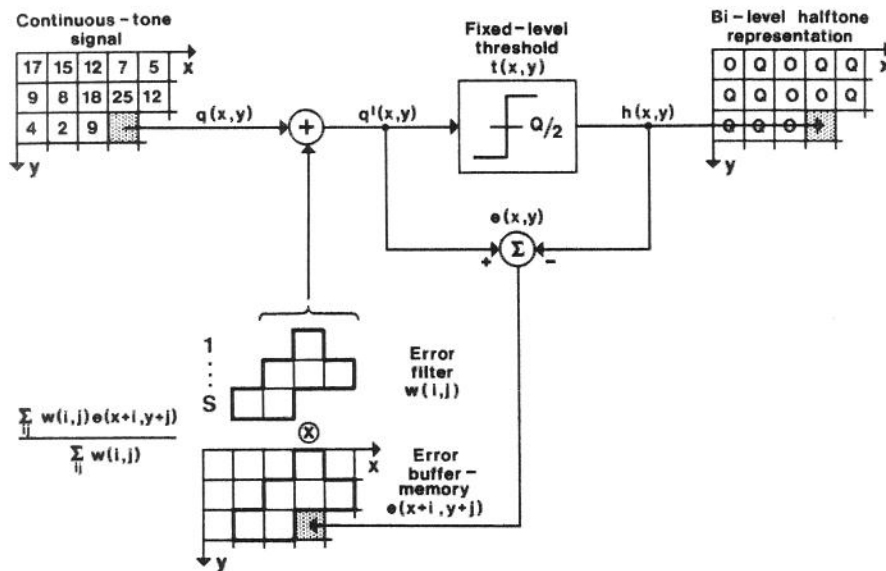 Continuous-tone
signal
17 15 12 7 5
x
9 8 18 25 12
4 2 9
y
q(x,y)
+
q'(x,y)
Fixed-level
threshold
t(x,y)
Q/2
h(x,y)
Bi-level halftone
representation
O Q O Q Q
x
Q Q O O Q
Q Q O
y
e(x,y)
Σ
+ -
1
S
Error
filter
w(i,j)
Σ w(i,j)e(x+i,y+j)
ij
Σ w(i,j)
ij
x
x
Error
buffer-
memory
e(x+i,y+j)
y